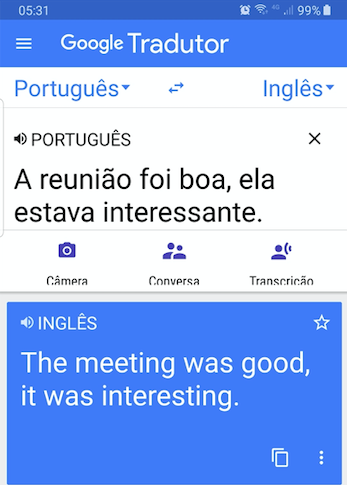 05:31 4G 99%
Google Tradutor
Português Inglês
PORTUGUÊS
A reunião foi boa, ela
estava interessante.
Câmera Conversa Transcrição
INGLÊS
The meeting was good,
it was interesting.